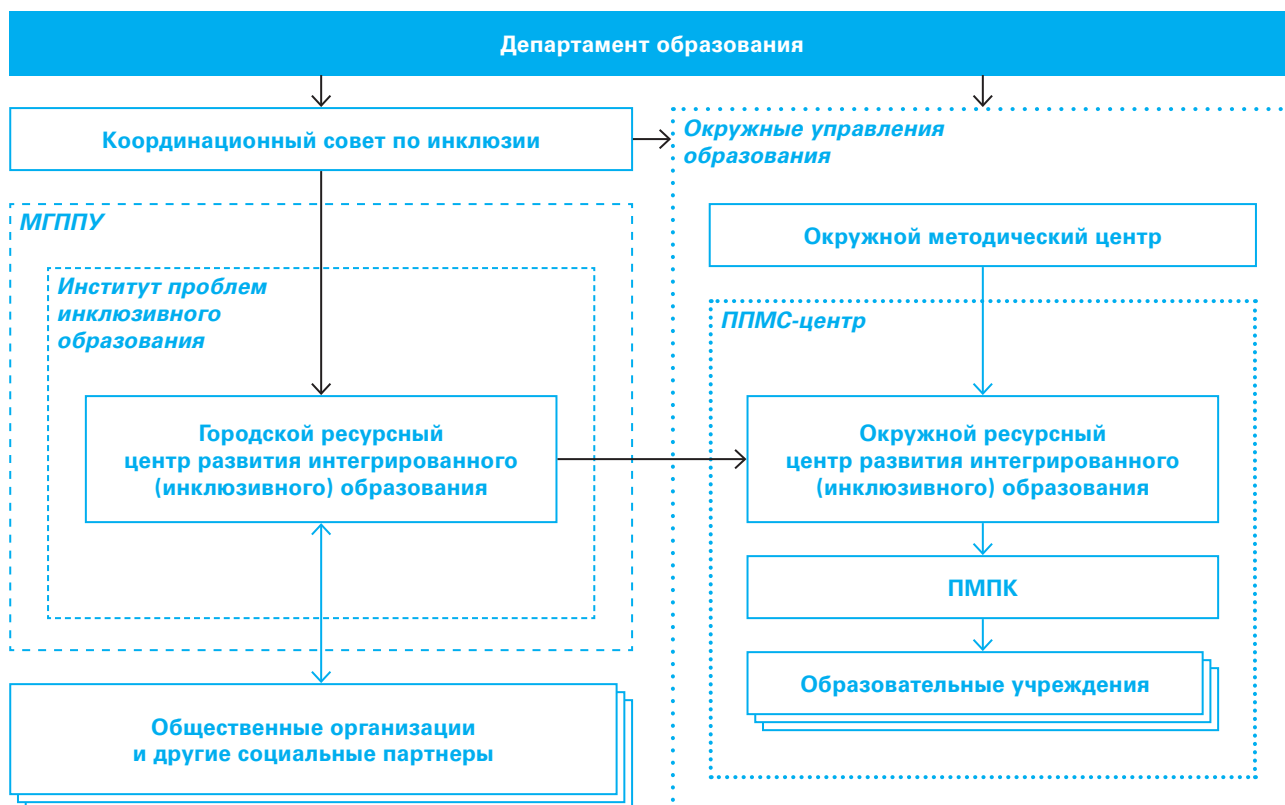 Департамент образования
Координационный совет по инклюзии
Окружные управления
образования
МГППУ
Институт проблем
инклюзивного
образования
Городской ресурсный
центр развития интегрированного
(инклюзивного) образования
Общественные организации
и другие социальные партнеры
Окружной методический центр
ППМС-центр
Окружной ресурсный
центр развития интегрированного
(инклюзивного) образования
ПМПК
Образовательные учреждения